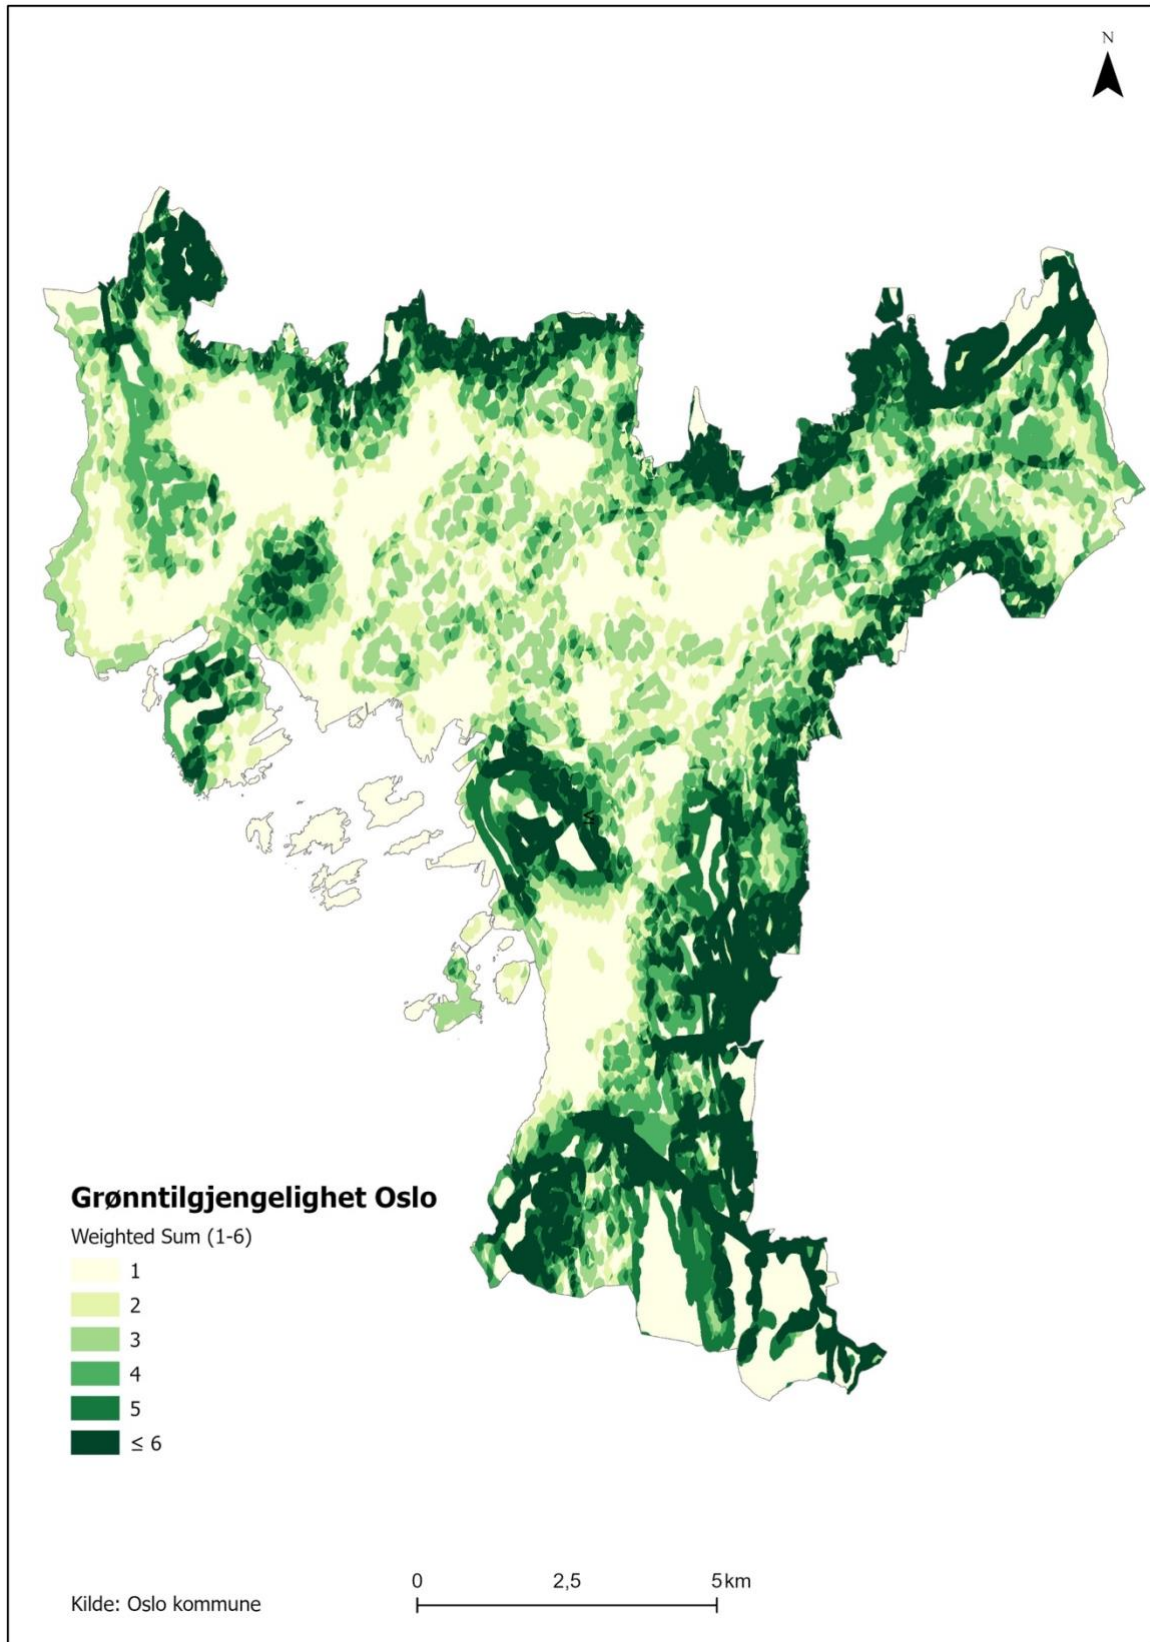 N
≤
Grønntilgjengelighet Oslo
Weighted Sum (1-6)
1
2
3
4
5
≤ 6
0 2,5 5km
Kilde: Oslo kommune